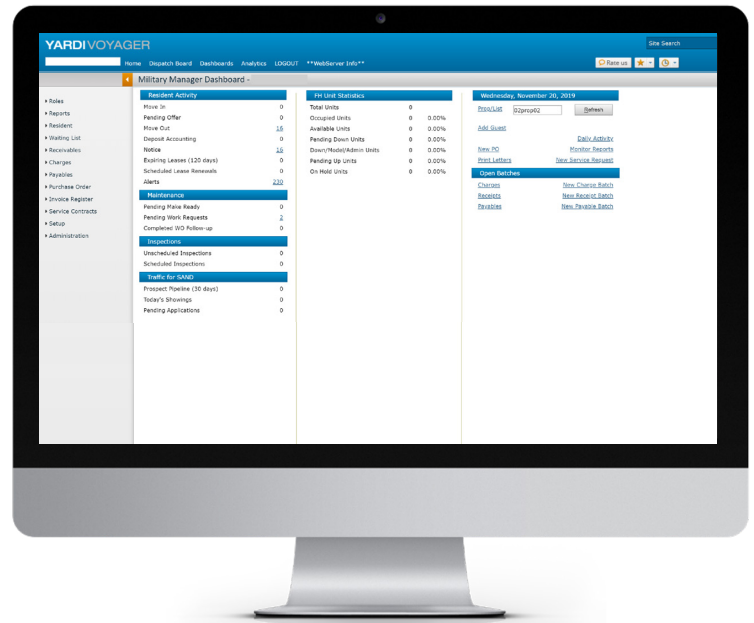 YARDI VOYAGER
Site Search
Home Dispatch Board Dashboards Analytics LOGOUT **WebServer Info**
Rate us
Military Manager Dashboard -
Roles
Reports
Resident
Waiting List
Receivables
Charges
Payables
Purchase Order
Invoice Register
Service Contracts
Setup
Administration
Resident Activity
Move In 0
Pending Offer 0
Move Out 16
Deposit Accounting 0
Notice 16
Expiring Leases (120 days) 0
Scheduled Lease Renewals 0
Alerts 230
Maintenance
Pending Make Ready 0
Pending Work Requests 2
Completed WO Follow-up 0
Inspections
Unscheduled Inspections 0
Scheduled Inspections 0
Traffic for SAND
Prospect Pipeline (30 days) 0
Today's Showings 0
Pending Applications 0
FH Unit Statistics
Total Units 0
Occupied Units 0 0.00%
Available Units 0 0.00%
Pending Down Units 0 0.00%
Down/Model/Admin Units 0 0.00%
Pending Up Units 0 0.00%
On Hold Units 0 0.00%
Wednesday, November 20, 2019
Prop/List 02prop02 Refresh
Add Guest
Daily Activity
New PO Monitor Reports
Print Letters New Service Request
Open Batches
Charges New Charge Batch
Receipts New Receipt Batch
Payables New Payable Batch